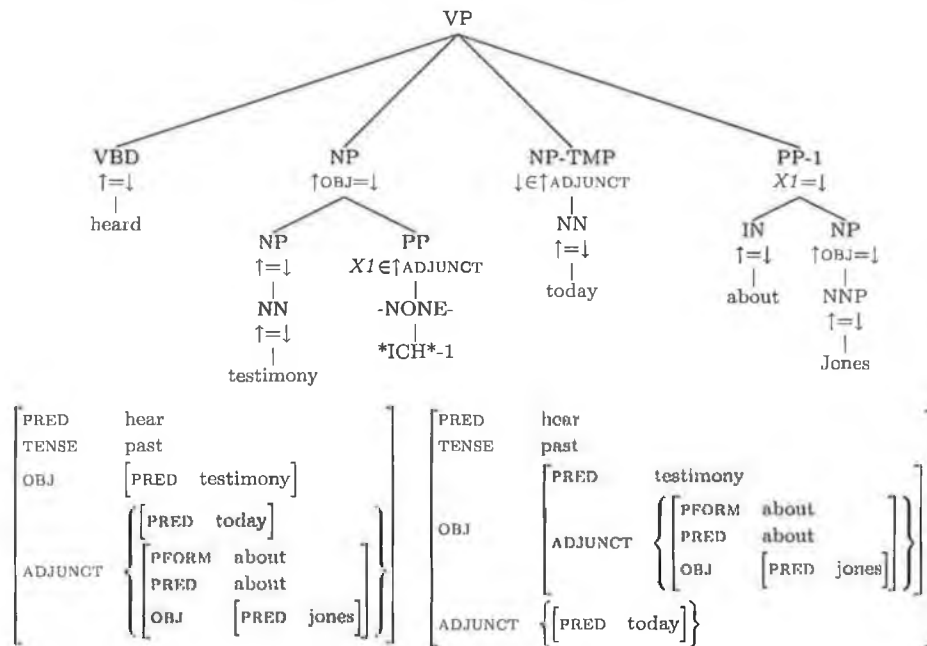 VP
VBD NP NP-TMP PP-1
↑=↓ ↑OBJ=↓ ↓∈↑ADJUNCT X1=↓
heard
NP PP NN IN NP
↑=↓ X1∈↑ADJUNCT ↑=↓ ↑=↓ ↑OBJ=↓
today about
NN -NONE- NNP
↑=↓ *ICH*-1 ↑=↓
testimony Jones
PRED hear
TENSE past
OBJ [PRED testimony]
[PRED today]
PFORM about
ADJUNCT PRED about
OBJ [PRED jones]
PRED hear
TENSE past
PRED testimony
PFORM about
OBJ ADJUNCT PRED about
OBJ [PRED jones]
ADJUNCT {[PRED today]}